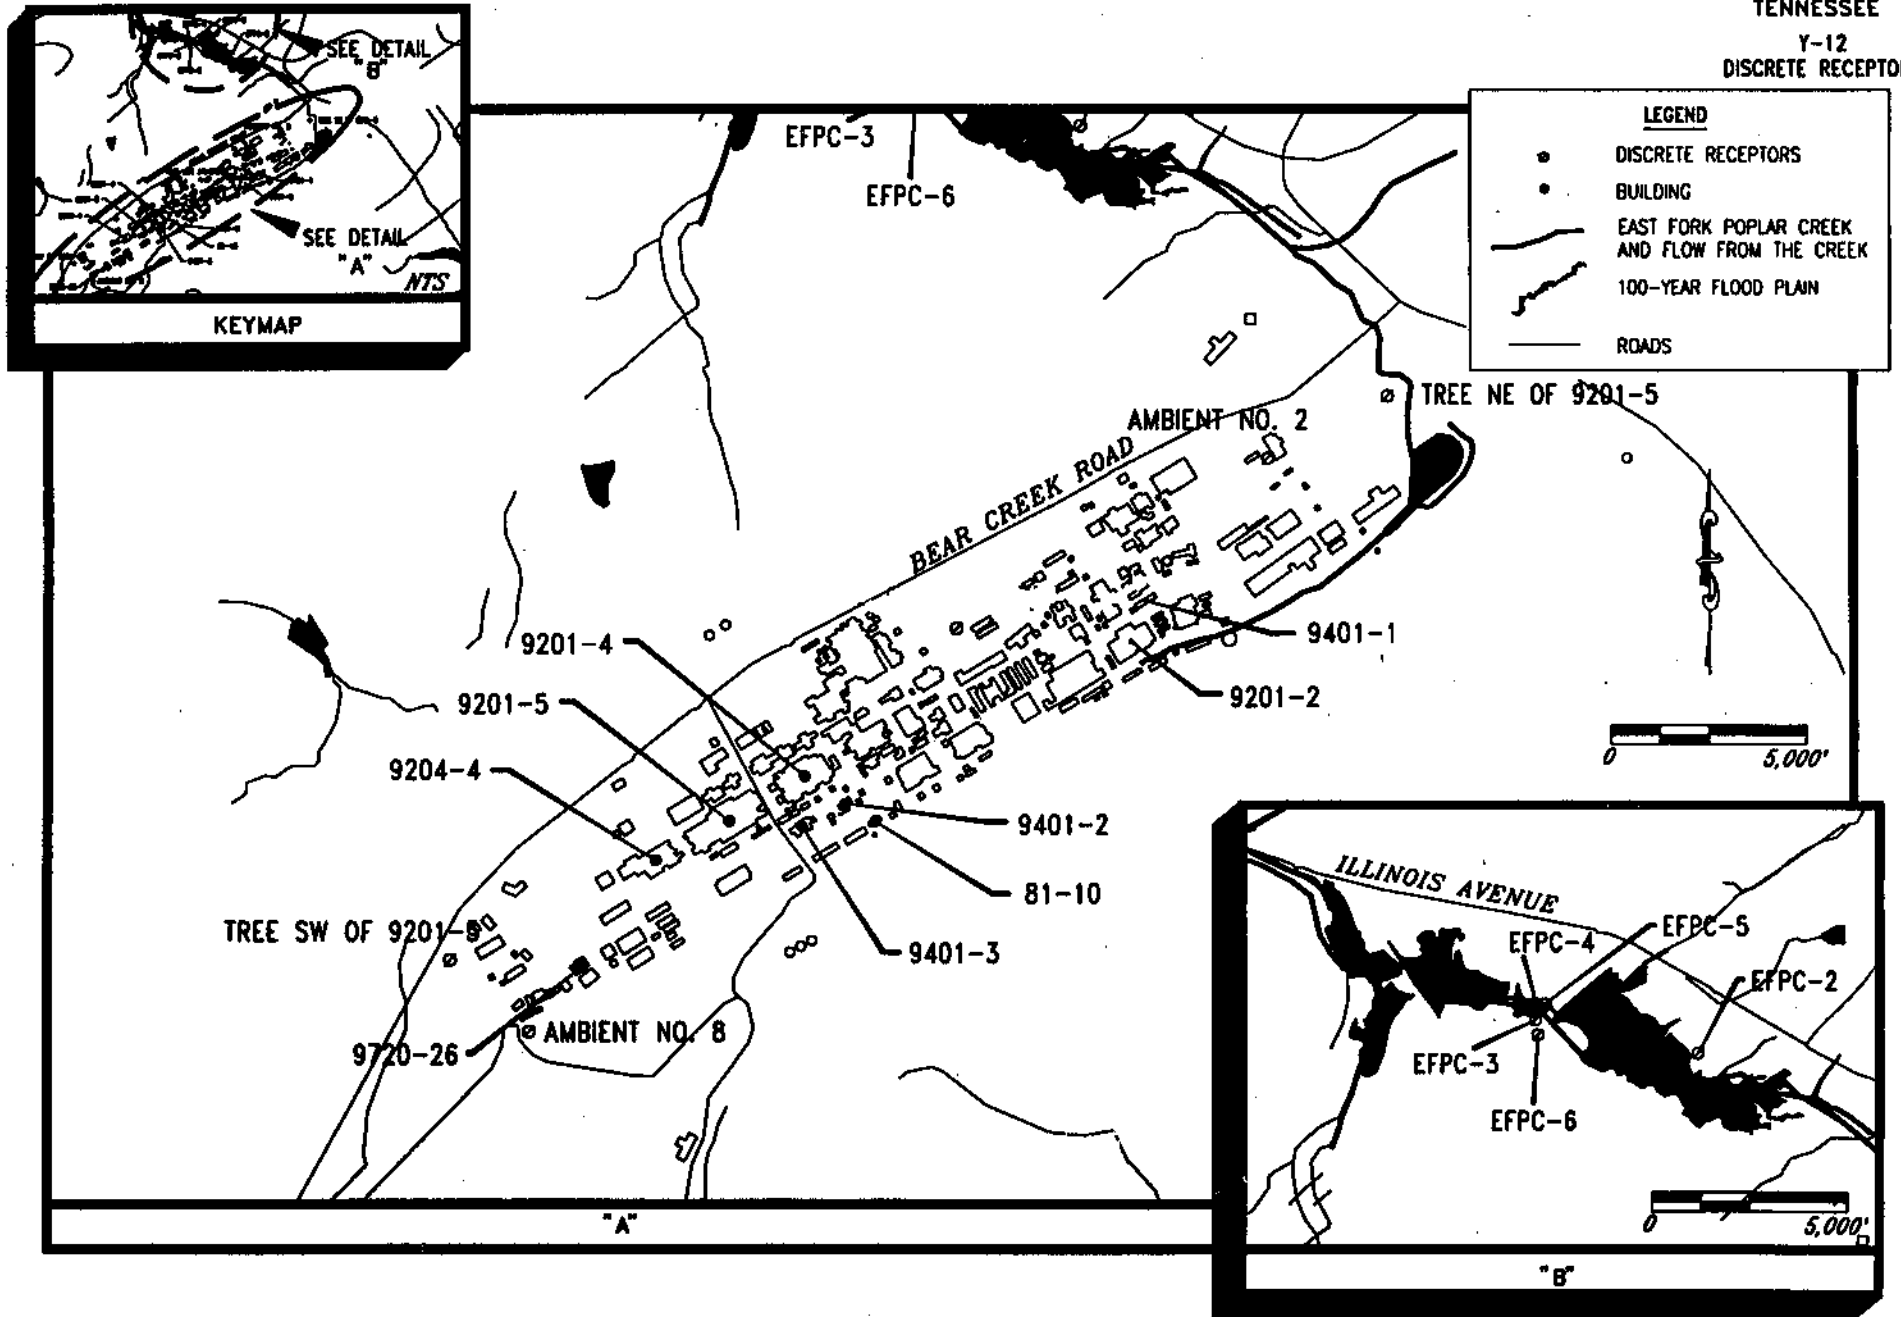 TENNESSEE
Y-12
DISCRETE RECEPTO
LEGEND
DISCRETE RECEPTORS
BUILDING
EAST FORK POPLAR CREEK
AND FLOW FROM THE CREEK
100-YEAR FLOOD PLAIN
ROADS
SEE DETAIL
"B"
SEE DETAIL
"A"
NTS
KEYMAP
EFPC-3
EFPC-6
TREE NE OF 9201-5
AMBIENT NO. 2
BEAR CREEK ROAD
9201-4
9401-1
9201-5
9201-2
9204-4
0 5,000'
9401-2
81-10
TREE SW OF 9201-5
9401-3
AMBIENT NO. 8
9720-26
"A"
ILLINOIS AVENUE
EFPC-5
EFPC-4
EFPC-2
EFPC-3
EFPC-6
0 5,000'
"B"